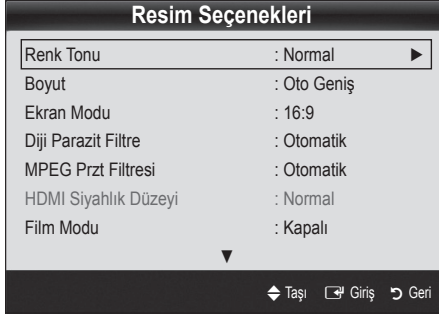 Resim Seçenekleri
Renk Tonu : Normal ►
Boyut : Oto Geniş
Ekran Modu : 16:9
Diji Parazit Filtre : Otomatik
MPEG Przt Filtresi : Otomatik
HDMI Siyahlık Düzeyi : Normal
Film Modu : Kapalı
▼
Taşı Giriş Geri